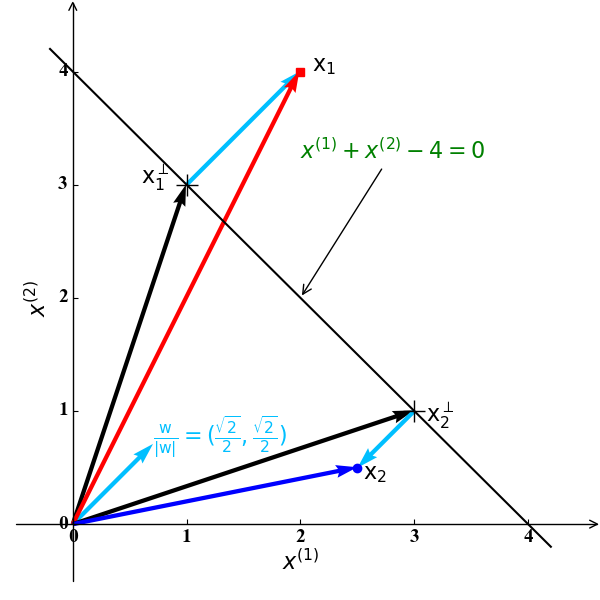 4
x₁
x⁽¹⁾ + x⁽²⁾ − 4 = 0
3
x₁⊥
x⁽²⁾
2
1
x₂⊥
w/|w| = (√2/2, √2/2)
x₂
0
0 1 2 3 4
x⁽¹⁾